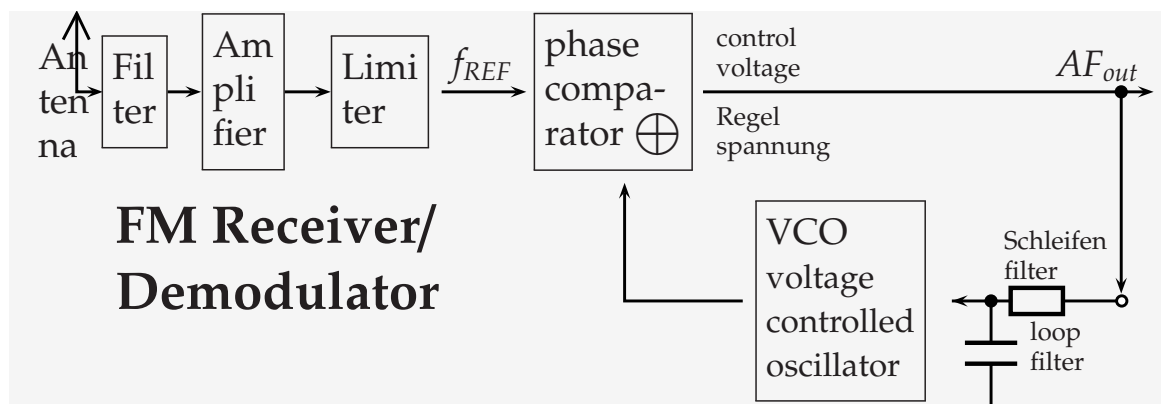 An
ten
na
Fil
ter
Am
pli
fier
Limi
ter
fREF
phase
compa-
rator
control
voltage
Regel
spannung
AFout
FM Receiver/
Demodulator
VCO
voltage
controlled
oscillator
Schleifen
filter
loop
filter